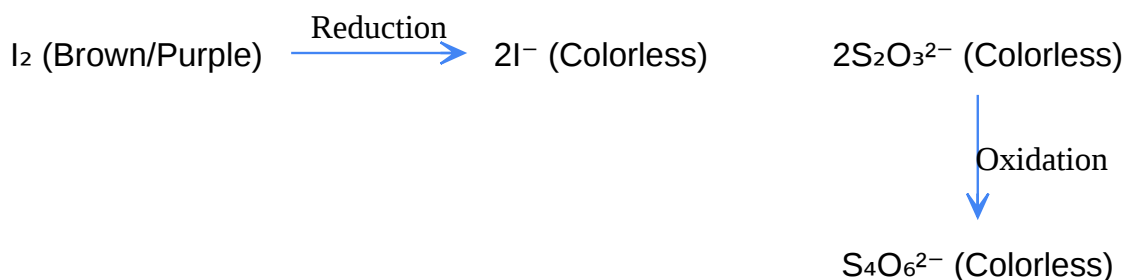 Reduction
I₂ (Brown/Purple) 2I⁻ (Colorless) 2S₂O₃²⁻ (Colorless)
Oxidation
S₄O₆²⁻ (Colorless)